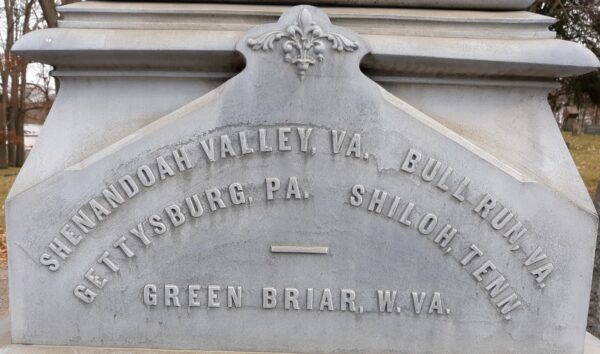 SHENANDOAH VALLEY, VA. BULL RUN, VA.
GETTYSBURG, PA. SHILOH, TENN.
GREEN BRIAR, W. VA.